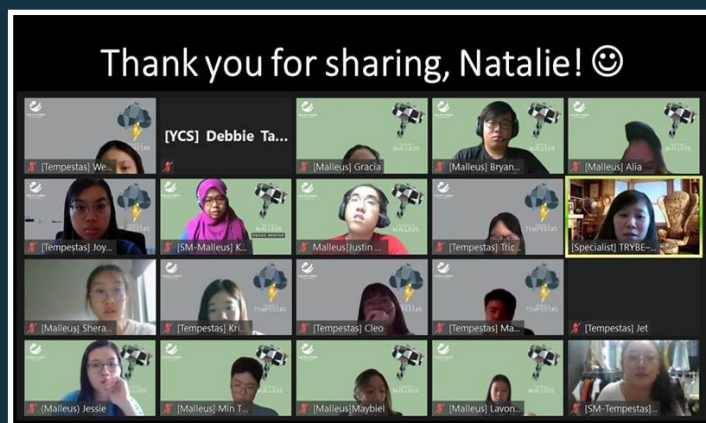 Thank you for sharing, Natalie! ☺
[Tempestas] We...
[YCS] Debbie Ta...
[Malleus] Gracia
[Malleus] Bryan...
[Malleus] Alia
[Tempestas] Joy...
[SM-Malleus] K...
Malleus[Justin ...
[Tempestas] Tric...
[Specialist] TRYBE–...
[Malleus] Shera...
[Tempestas] Kri...
TEMPESTAS
[Tempestas] Cleo
[Tempestas] Ma...
[Tempestas] Jet
(Malleus) Jessie
[Malleus] Min T...
[Malleus]Maybiel
[Malleus] Lavon...
[SM-Tempestas]...